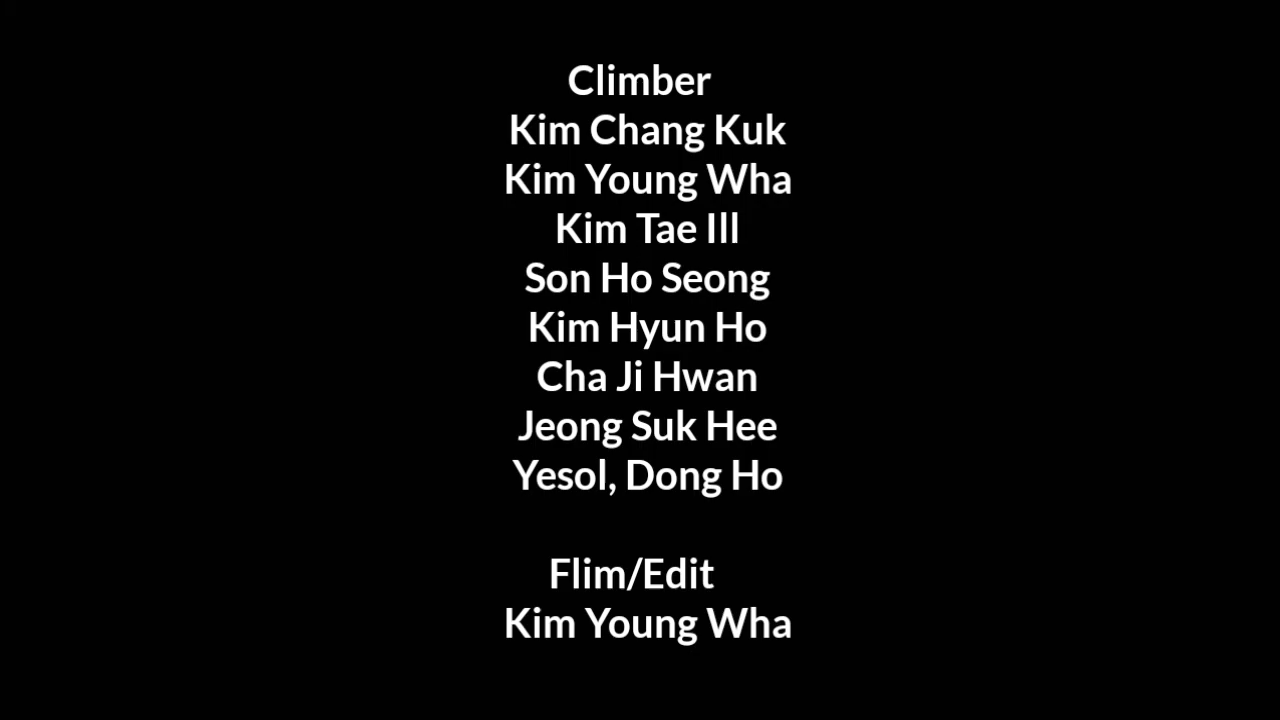 Climber
Kim Chang Kuk
Kim Young Wha
Kim Tae Ill
Son Ho Seong
Kim Hyun Ho
Cha Ji Hwan
Jeong Suk Hee
Yesol, Dong Ho
Flim/Edit
Kim Young Wha